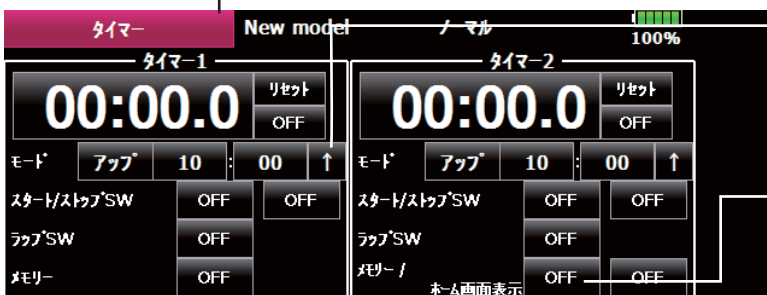 タイマー New model ノーマル 100%
タイマー1
00:00.0 リセット
OFF
モード アップ 10 : 00 ↑
スタート/ストップSW OFF OFF
ラップSW OFF
メモリー OFF
タイマー2
00:00.0 リセット
OFF
モード アップ 10 : 00 ↑
スタート/ストップSW OFF OFF
ラップSW OFF
メモリー / ホーム画面表示 OFF OFF